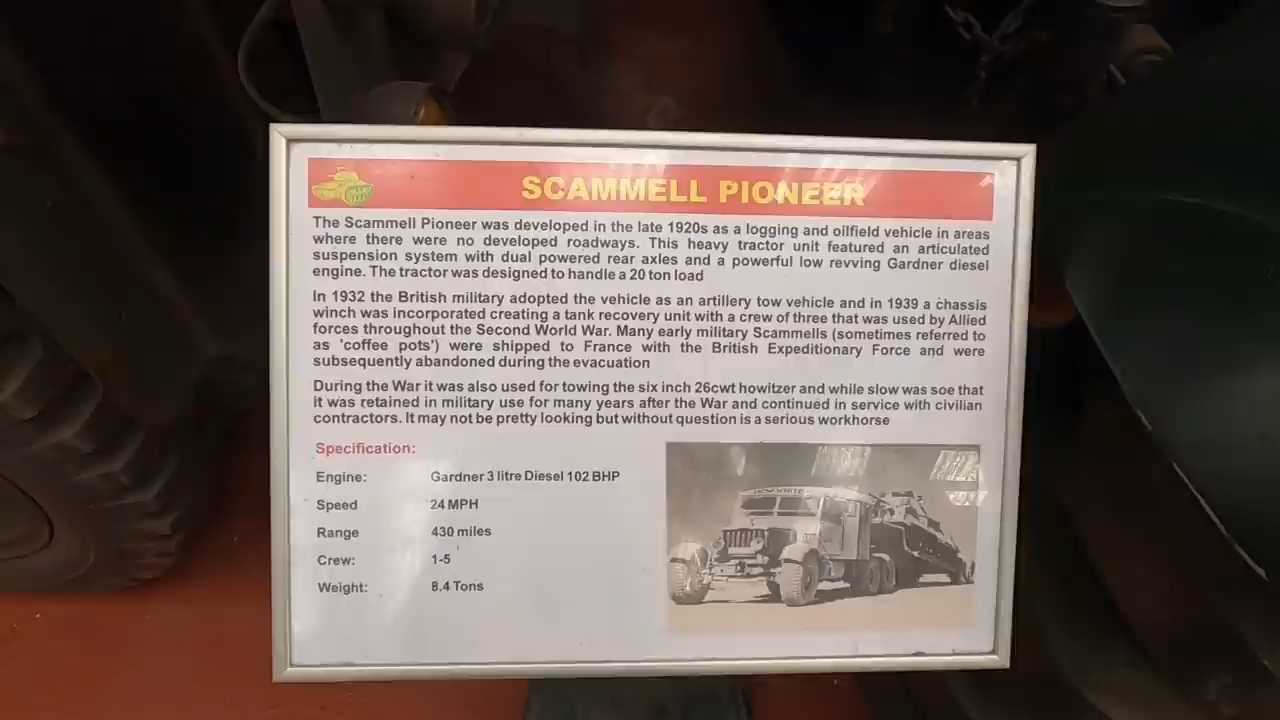 SCAMMELL PIONEER
The Scammell Pioneer was developed in the late 1920s as a logging and oilfield vehicle in areas
where there were no developed roadways. This heavy tractor unit featured an articulated
suspension system with dual powered rear axles and a powerful low revving Gardner diesel
engine. The tractor was designed to handle a 20 ton load
In 1932 the British military adopted the vehicle as an artillery tow vehicle and in 1939 a chassis
winch was incorporated creating a tank recovery unit with a crew of three that was used by Allied
forces throughout the Second World War. Many early military Scammells (sometimes referred to
as 'coffee pots') were shipped to France with the British Expeditionary Force and were
subsequently abandoned during the evacuation
During the War it was also used for towing the six inch 26cwt howitzer and while slow was soe that
it was retained in military use for many years after the War and continued in service with civilian
contractors. It may not be pretty looking but without question is a serious workhorse
Specification:
Engine: Gardner 3 litre Diesel 102 BHP
Speed 24 MPH
Range 430 miles
Crew: 1-5
Weight: 8.4 Tons